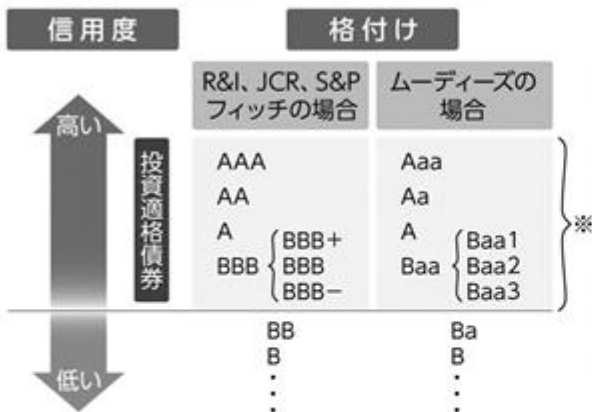 信用度 格付け
R&I、JCR、S&P
フィッチの場合
ムーディーズの
場合
高い
投資適格債券
AAA Aaa
AA Aa
A A
BBB BBB+ BBB BBB−
Baa Baa1 Baa2 Baa3
※
BB Ba
B B
・ ・
・ ・
・ ・
低い